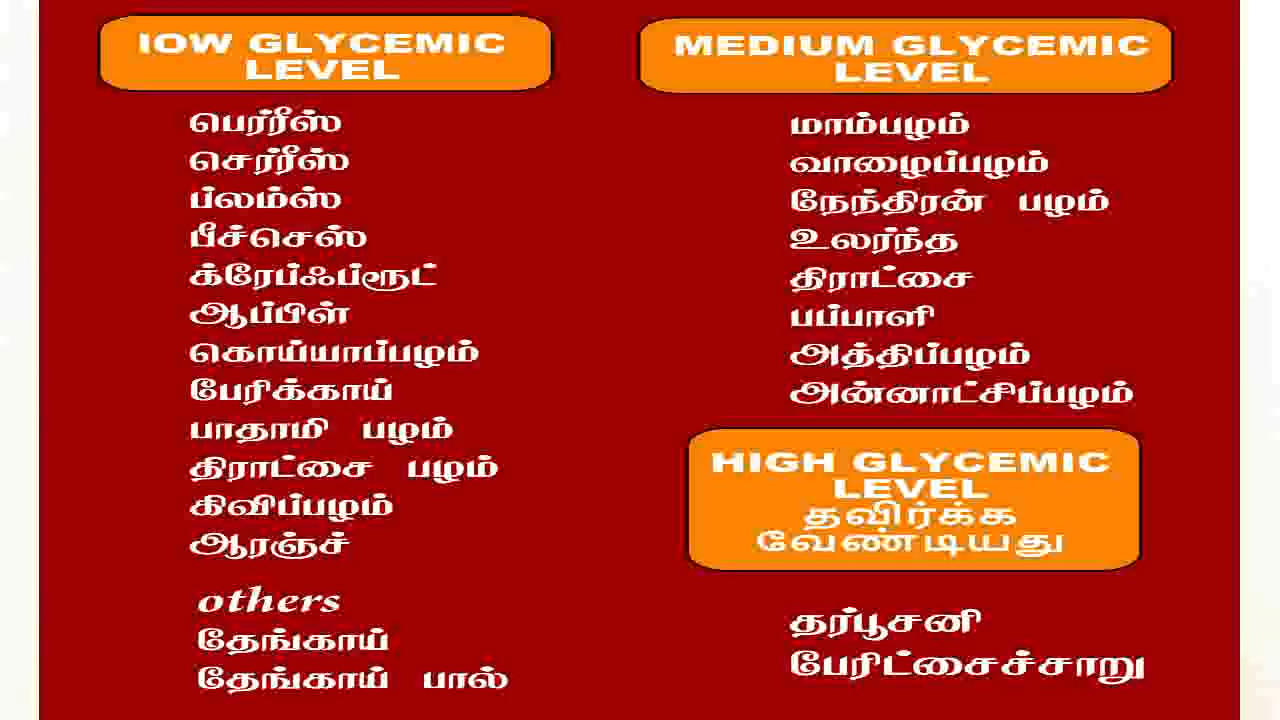 lOW GLYCEMIC
LEVEL
பெர்ரீஸ்
செர்ரீஸ்
ப்லம்ஸ்
பீச்செஸ்
க்ரேப்ஃப்ரூட்
ஆப்பிள்
கொய்யாப்பழம்
பேரிக்காய்
பாதாமி பழம்
திராட்சை பழம்
கிவிப்பழம்
ஆரஞ்ச்
others
தேங்காய்
தேங்காய் பால்
MEDIUM GLYCEMIC
LEVEL
மாம்பழம்
வாழைப்பழம்
நேந்திரன் பழம்
உலர்ந்த
திராட்சை
பப்பாளி
அத்திப்பழம்
அன்னாட்சிப்பழம்
HIGH GLYCEMIC
LEVEL
தவிர்க்க
வேண்டியது
தர்பூசனி
பேரிட்சைச்சாறு